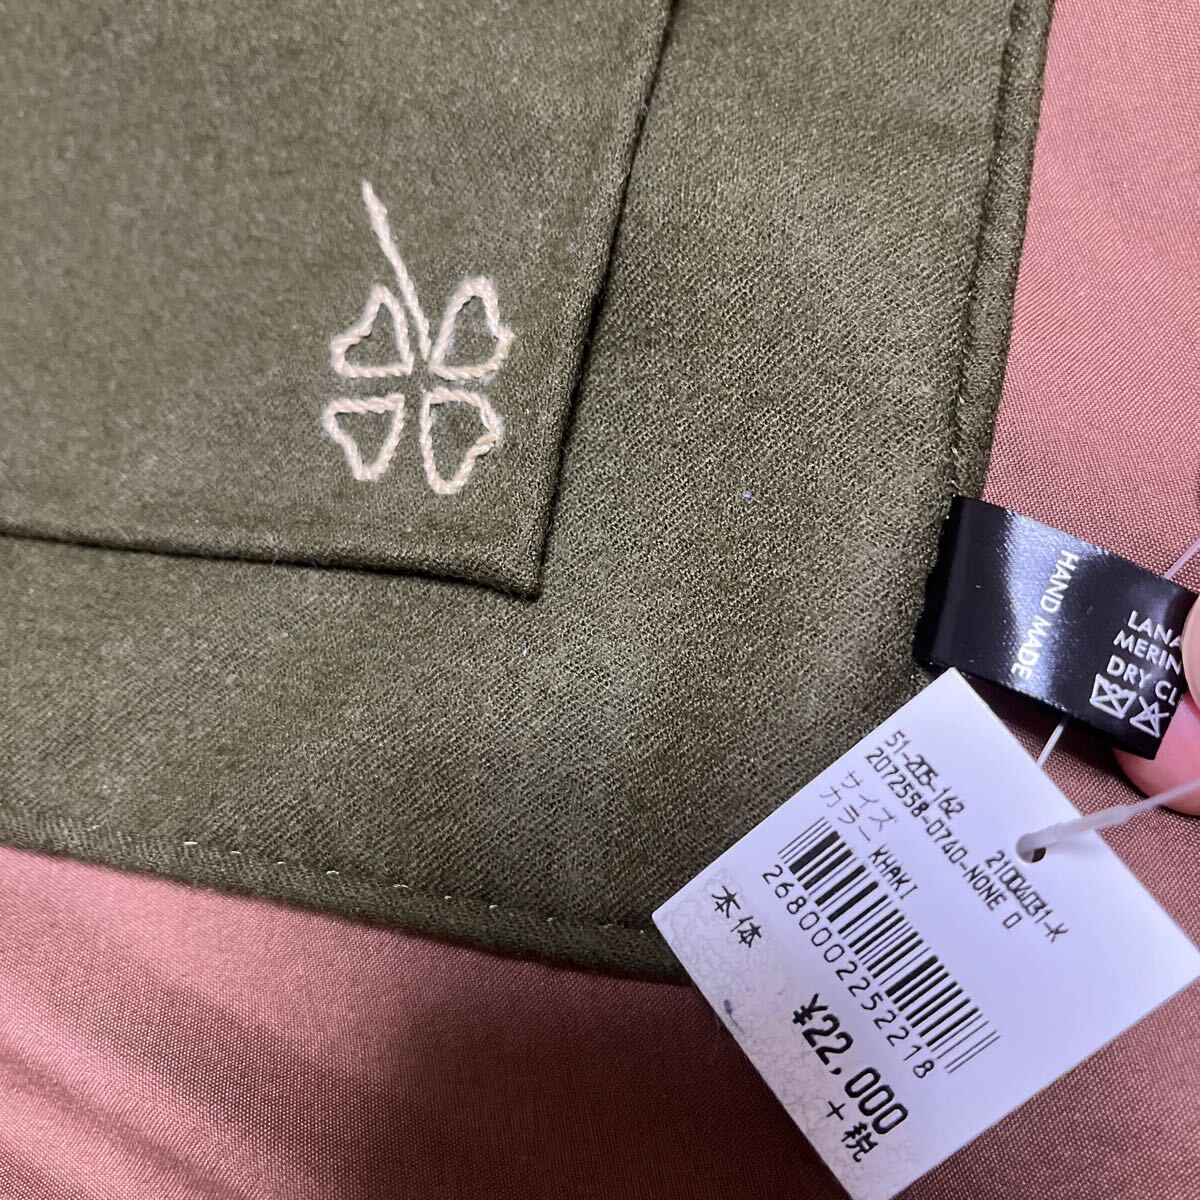 HAND MADE
LANA
MERIN
DRY CL
51-205-162
21004031-K
2072558-0740-NONE 0
サイズ
カラー KHAKI
2680002252218
本体
¥22,000
+税